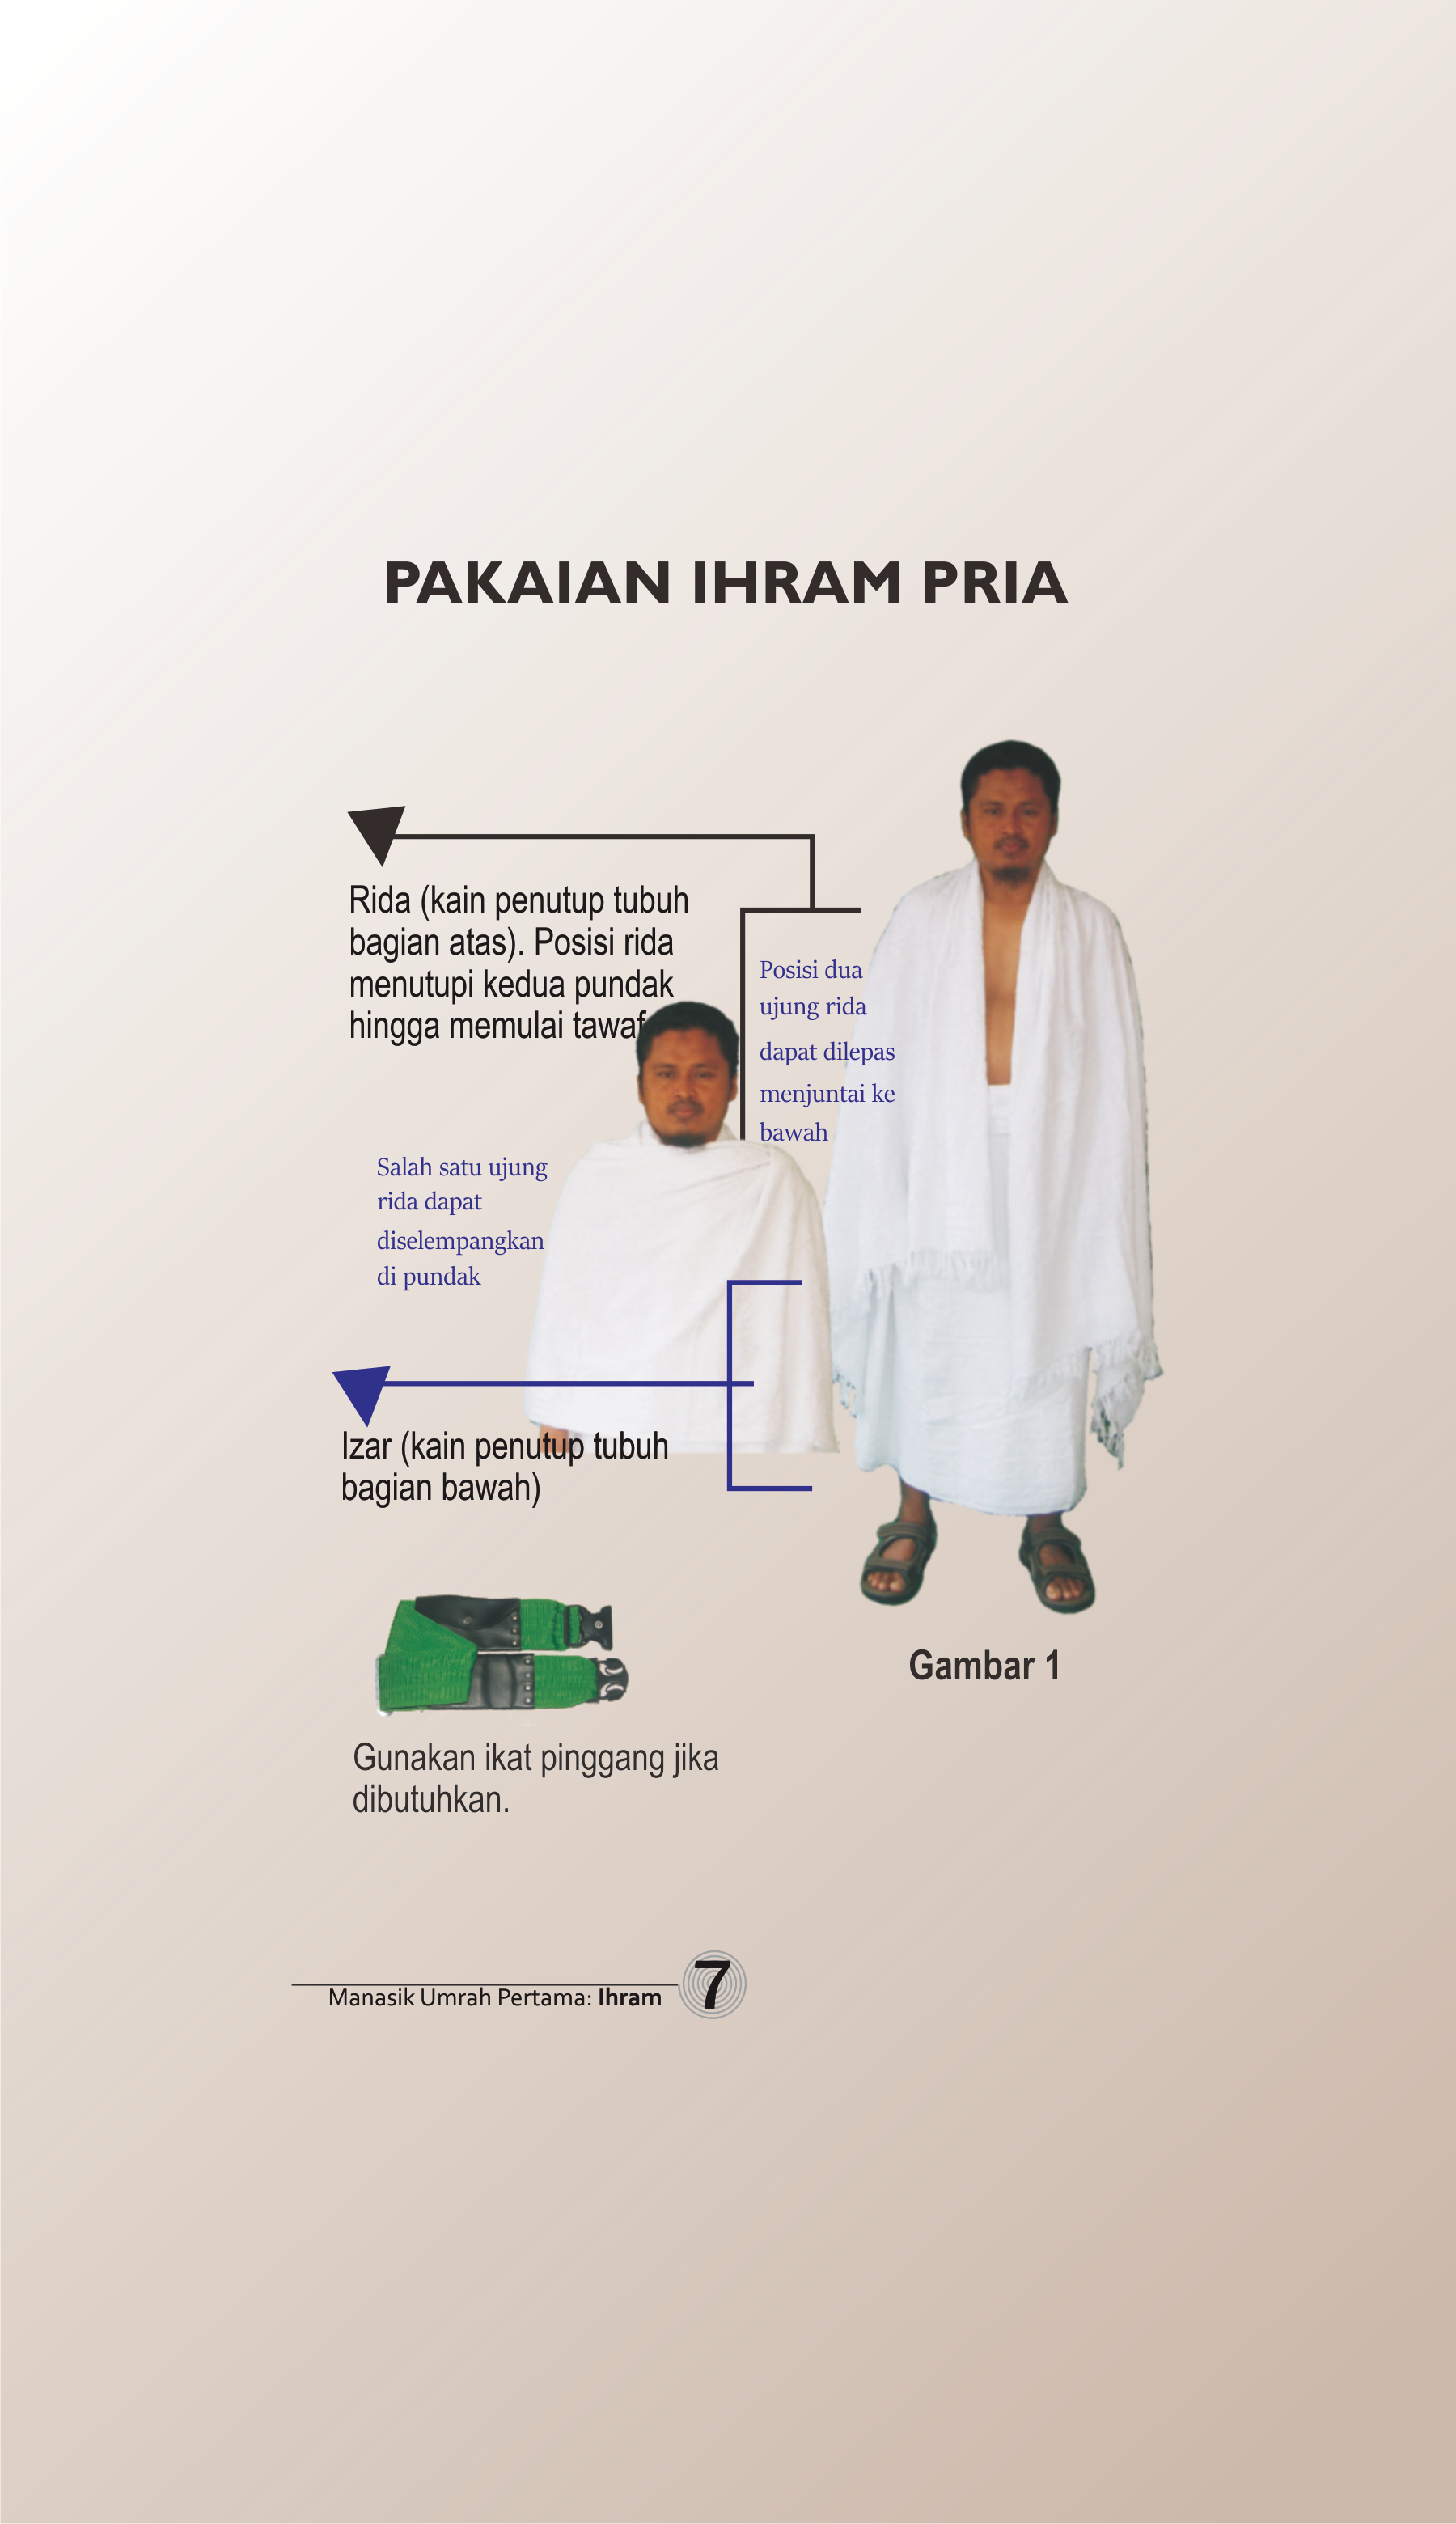 PAKAIAN IHRAM PRIA
Rida (kain penutup tubuh
bagian atas). Posisi rida
menutupi kedua pundak
hingga memulai tawaf
Posisi dua
ujung rida
dapat dilepas
menjuntai ke
bawah
Salah satu ujung
rida dapat
diselempangkan
di pundak
Izar (kain penutup tubuh
bagian bawah)
Gambar 1
Gunakan ikat pinggang jika
dibutuhkan.
Manasik Umrah Pertama: Ihram 7